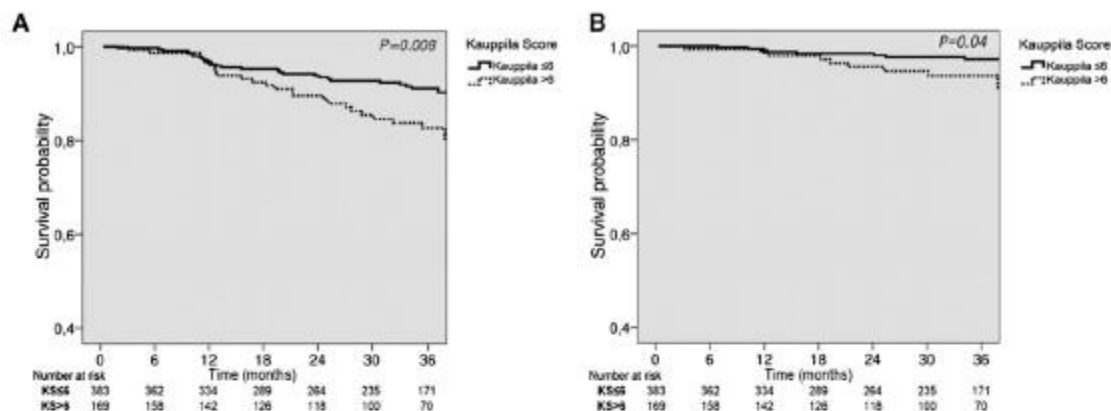 A
P=0.008
Kauppila Score
Kauppila ≤6
Kauppila >6
1,0
0,8
0,6
0,4
Survival probability
0 6 12 18 24 30 36
Time (months)
Number at risk
KS≤6 383 362 334 289 264 235 171
KS>6 169 158 142 126 118 100 70
B
P=0.04
Kauppila Score
Kauppila ≤6
Kauppila >6
1,0
0,8
0,6
0,4
Survival probability
0 6 12 18 24 30 36
Time (months)
Number at risk
KS≤6 383 362 334 289 264 235 171
KS>6 169 158 142 126 118 100 70